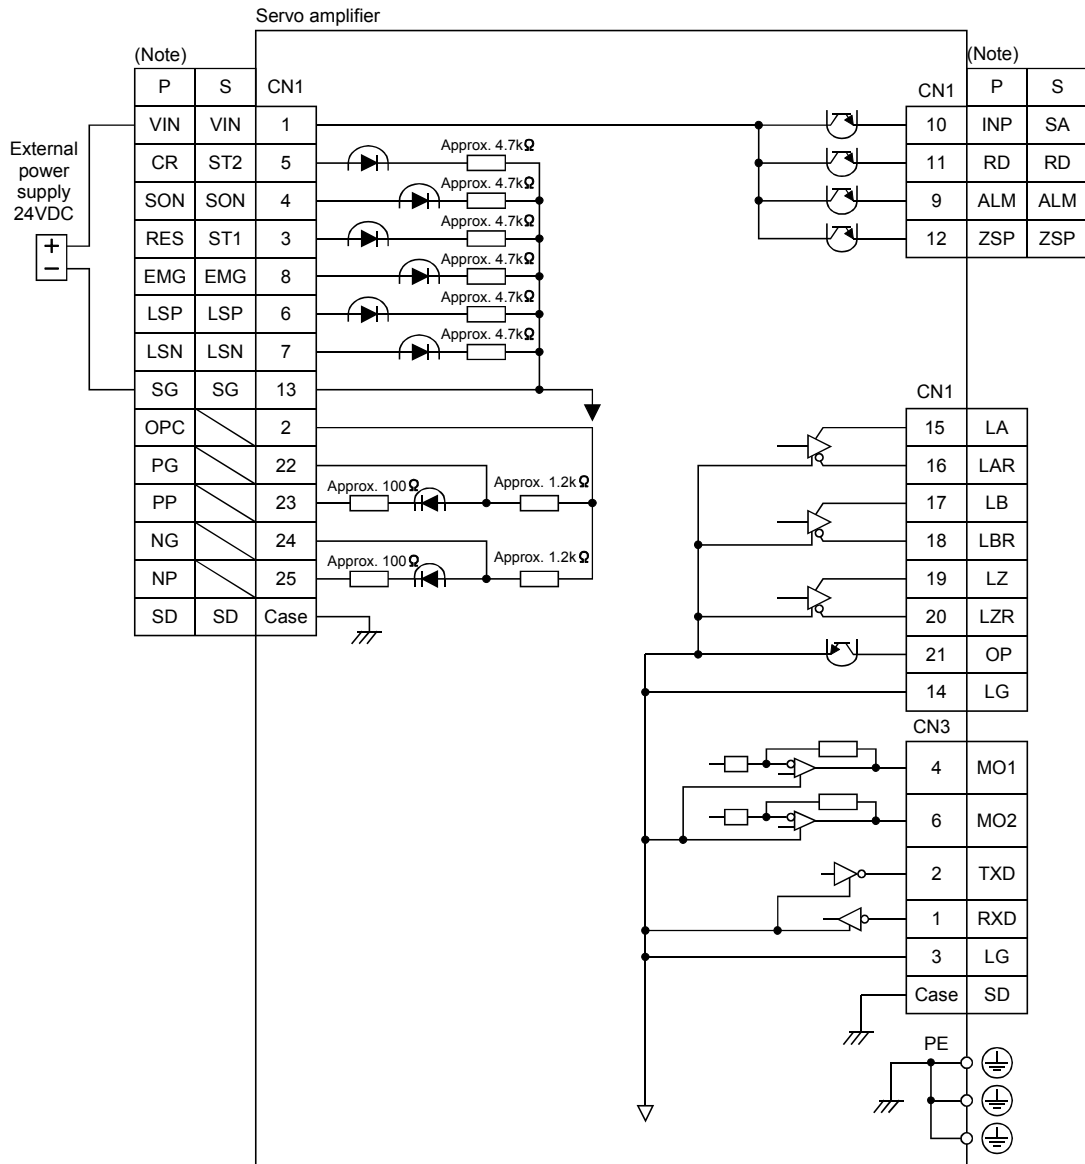 Servo amplifier
(Note)
P S CN1
VIN VIN 1
CR ST2 5 Approx. 4.7kΩ
SON SON 4 Approx. 4.7kΩ
RES ST1 3 Approx. 4.7kΩ
EMG EMG 8 Approx. 4.7kΩ
LSP LSP 6 Approx. 4.7kΩ
LSN LSN 7 Approx. 4.7kΩ
SG SG 13
OPC 2
PG 22
PP 23 Approx. 100Ω Approx. 1.2kΩ
NG 24
NP 25 Approx. 100Ω Approx. 1.2kΩ
SD SD Case
External
power
supply
24VDC
+
−
(Note)
CN1 P S
10 INP SA
11 RD RD
9 ALM ALM
12 ZSP ZSP
CN1
15 LA
16 LAR
17 LB
18 LBR
19 LZ
20 LZR
21 OP
14 LG
CN3
4 MO1
6 MO2
2 TXD
1 RXD
3 LG
Case SD
PE